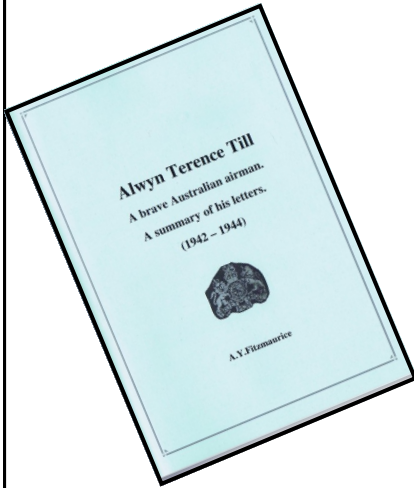 Alwyn Terence Till
A brave Australian airman.
A summary of his letters.
(1942 – 1944)
A.Y.Fitzmaurice